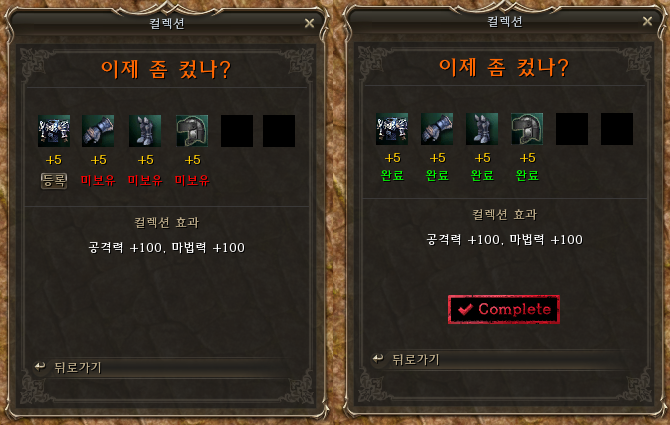 컬렉션
이제 좀 컸나?
+5 +5 +5 +5
등록 미보유 미보유 미보유
컬렉션 효과
공격력 +100, 마법력 +100
뒤로가기
컬렉션
이제 좀 컸나?
+5 +5 +5 +5
완료 완료 완료 완료
컬렉션 효과
공격력 +100, 마법력 +100
Complete
뒤로가기